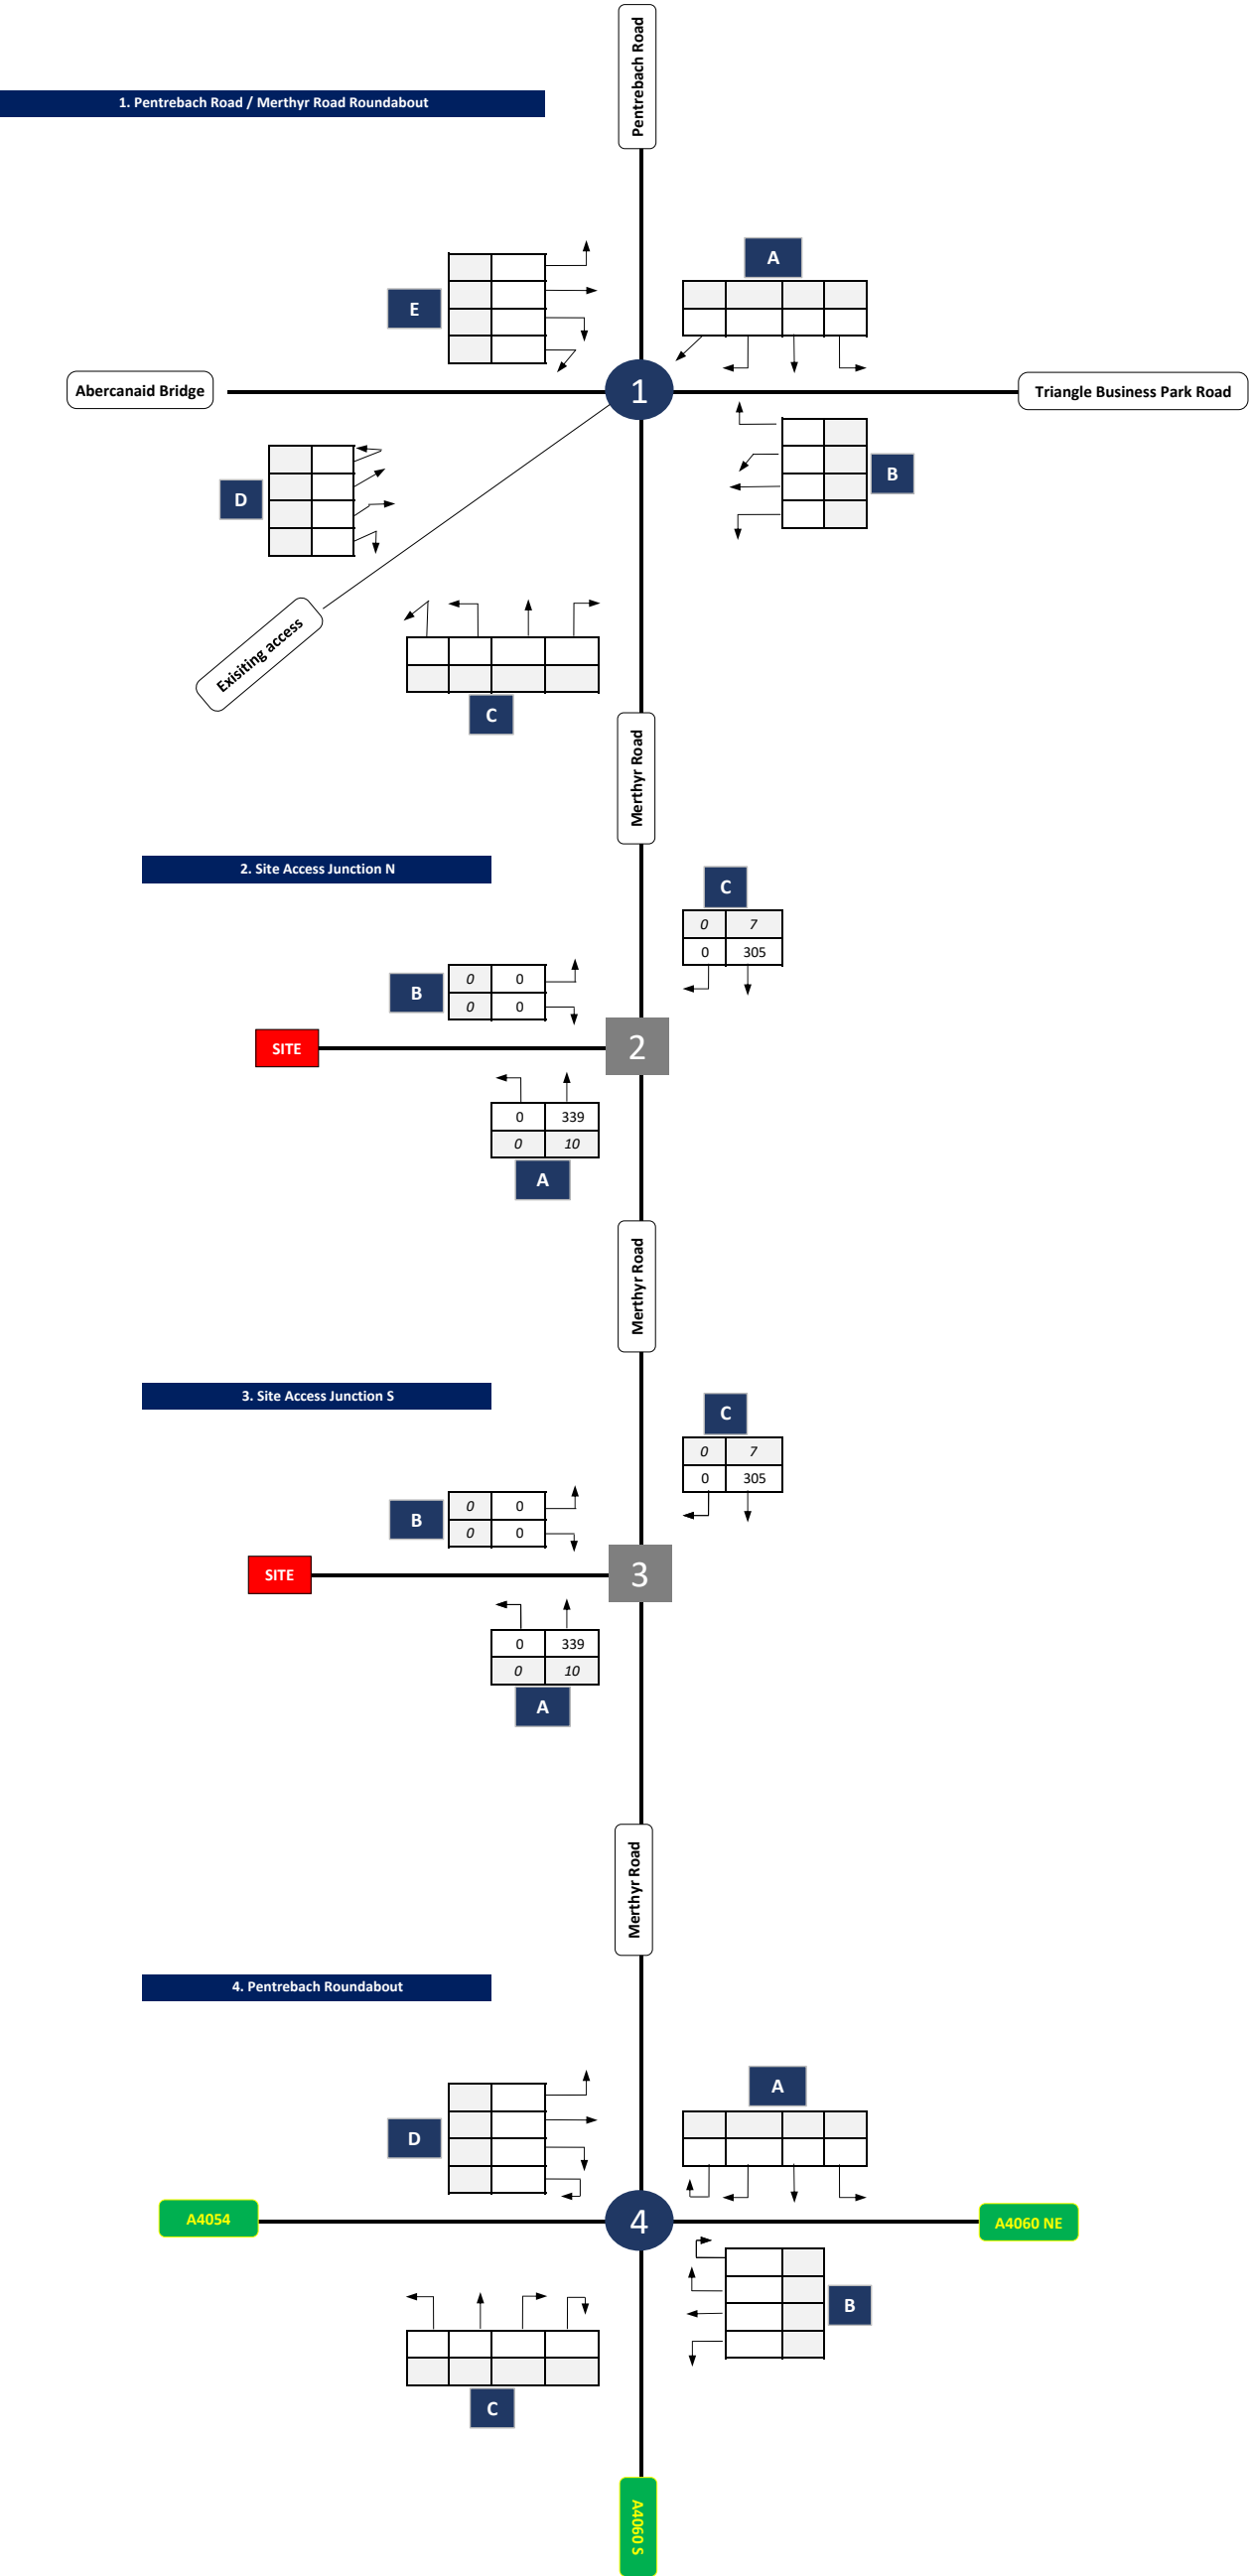 Pentrebach Road
1. Pentrebach Road / Merthyr Road Roundabout
A
E
Abercanaid Bridge
1
Triangle Business Park Road
B
D
Exisiting access
C
Merthyr Road
2. Site Access Junction N
C
0 7
0 305
B
0 0
0 0
SITE
2
0 339
0 10
A
Merthyr Road
3. Site Access Junction S
C
0 7
0 305
B
0 0
0 0
SITE
3
0 339
0 10
A
Merthyr Road
4. Pentrebach Roundabout
A
D
A4054
4
A4060 NE
B
C
A4060 S